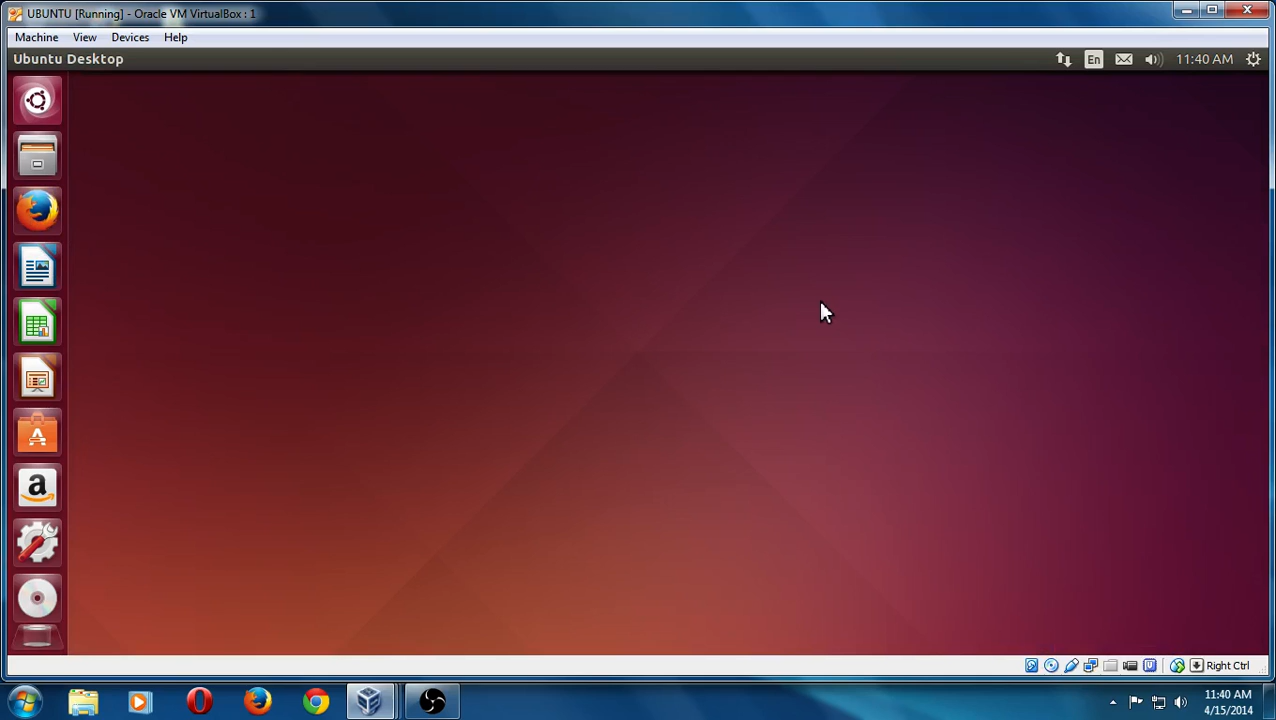 UBUNTU [Running] - Oracle VM VirtualBox : 1
Machine View Devices Help
Ubuntu Desktop En 11:40 AM
Right Ctrl
11:40 AM
4/15/2014